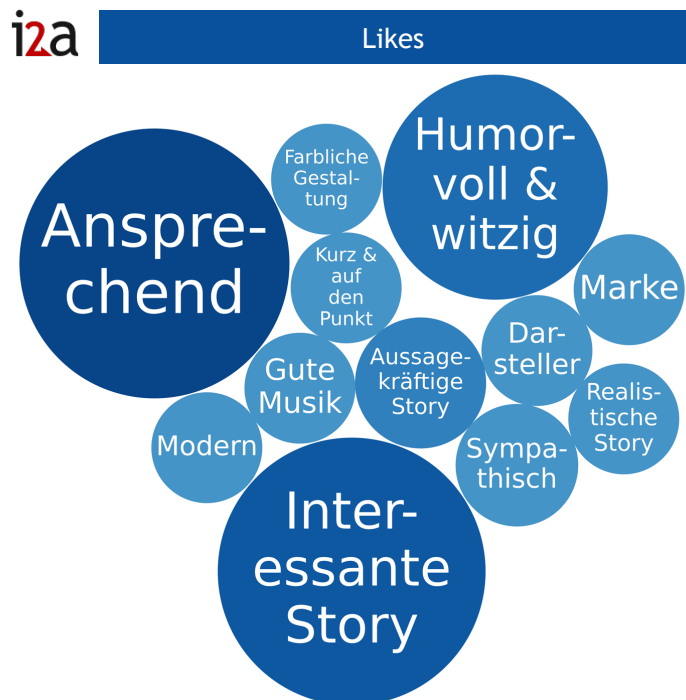 i2a
Likes
Anspre-
chend
Farbliche
Gestal-
tung
Humor-
voll &
witzig
Kurz &
auf
den
Punkt
Marke
Dar-
steller
Aussage-
kräftige
Story
Gute
Musik
Realis-
tische
Story
Modern
Sympa-
thisch
Inter-
essante
Story